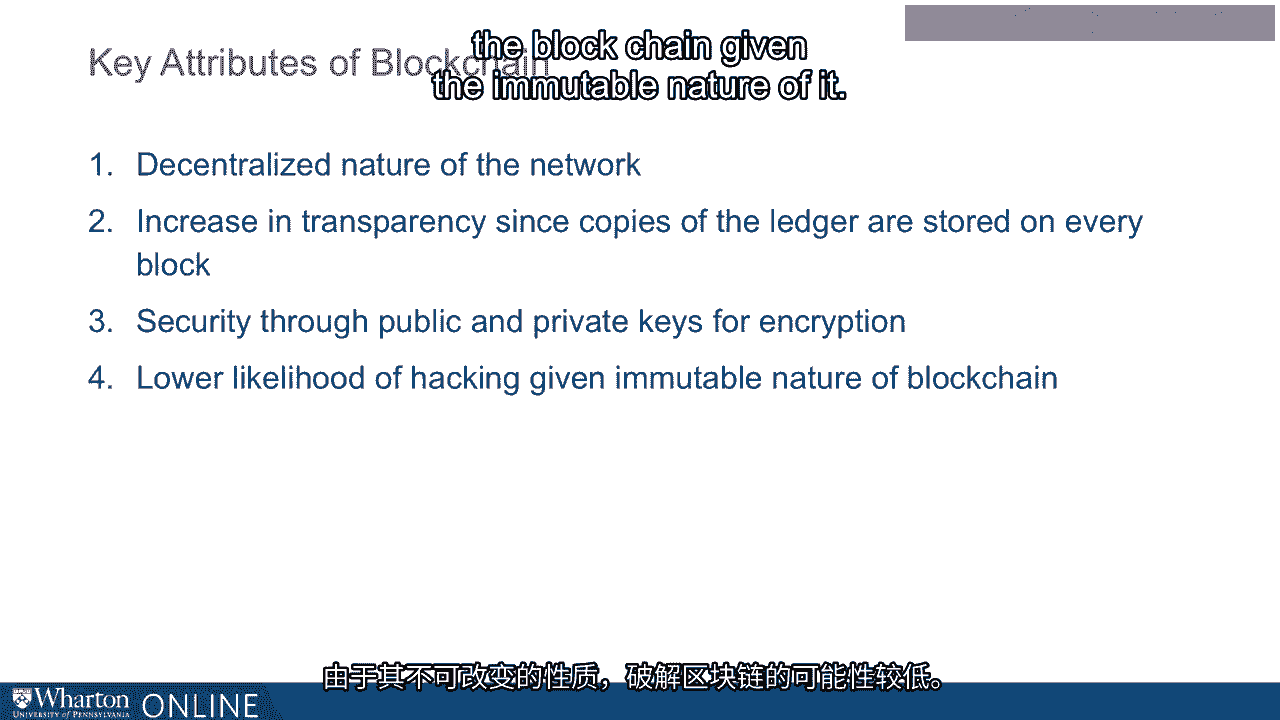 the block chain given
the immutable nature of it.
Key Attributes of Blockchain
1. Decentralized nature of the network
2. Increase in transparency since copies of the ledger are stored on every
block
3. Security through public and private keys for encryption
4. Lower likelihood of hacking given immutable nature of blockchain
由于其不可改变的性质，破解区块链的可能性较低。
Wharton ONLINE
UNIVERSITY of PENNSYLVANIA